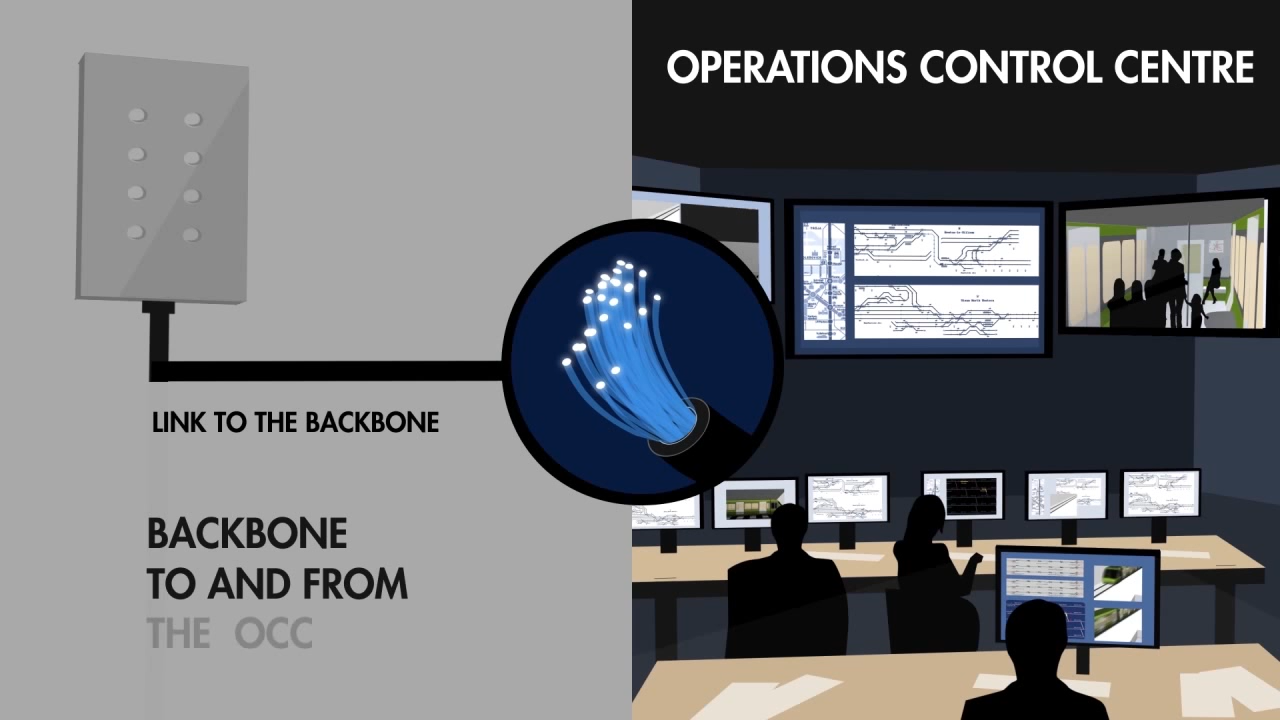 OPERATIONS CONTROL CENTRE
LINK TO THE BACKBONE
BACKBONE
TO AND FROM
THE OCC